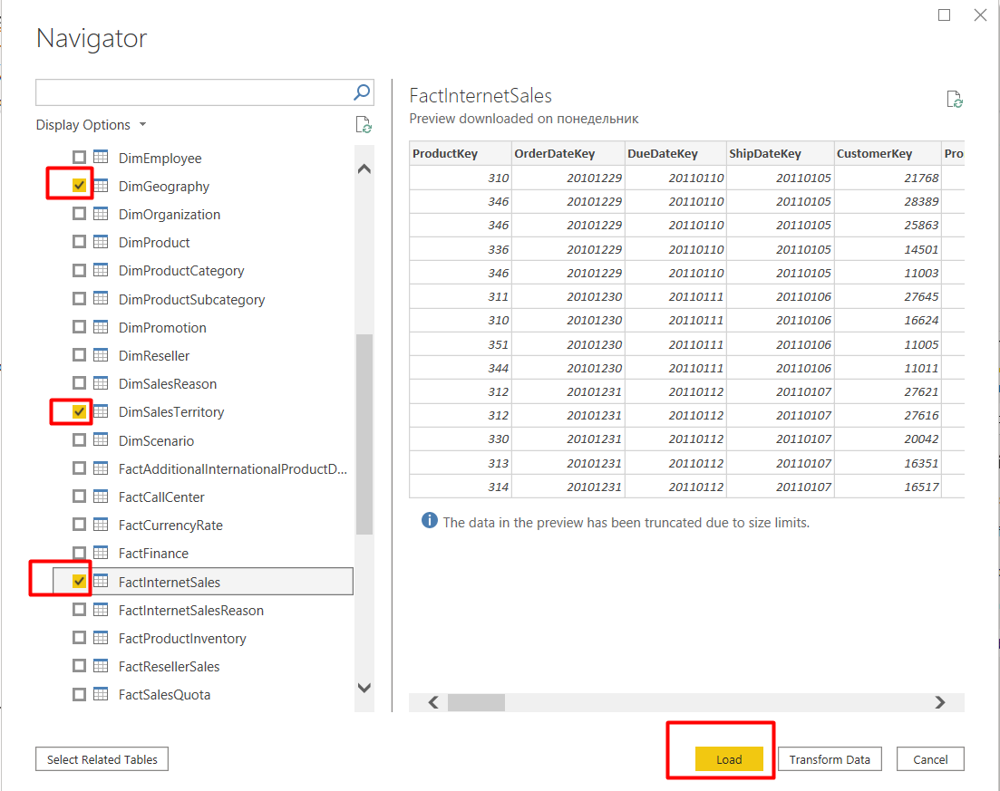 Navigator
Display Options
DimEmployee
DimGeography
DimOrganization
DimProduct
DimProductCategory
DimProductSubcategory
DimPromotion
DimReseller
DimSalesReason
DimSalesTerritory
DimScenario
FactAdditionalInternationalProductD...
FactCallCenter
FactCurrencyRate
FactFinance
FactInternetSales
FactInternetSalesReason
FactProductInventory
FactResellerSales
FactSalesQuota
FactInternetSales
Preview downloaded on понедельник
ProductKey OrderDateKey DueDateKey ShipDateKey CustomerKey Pro
310 20101229 20110110 20110105 21768
346 20101229 20110110 20110105 28389
346 20101229 20110110 20110105 25863
336 20101229 20110110 20110105 14501
346 20101229 20110110 20110105 11003
311 20101230 20110111 20110106 27645
310 20101230 20110111 20110106 16624
351 20101230 20110111 20110106 11005
344 20101230 20110111 20110106 11011
312 20101231 20110112 20110107 27621
312 20101231 20110112 20110107 27616
330 20101231 20110112 20110107 20042
313 20101231 20110112 20110107 16351
314 20101231 20110112 20110107 16517
The data in the preview has been truncated due to size limits.
Select Related Tables
Load
Transform Data
Cancel